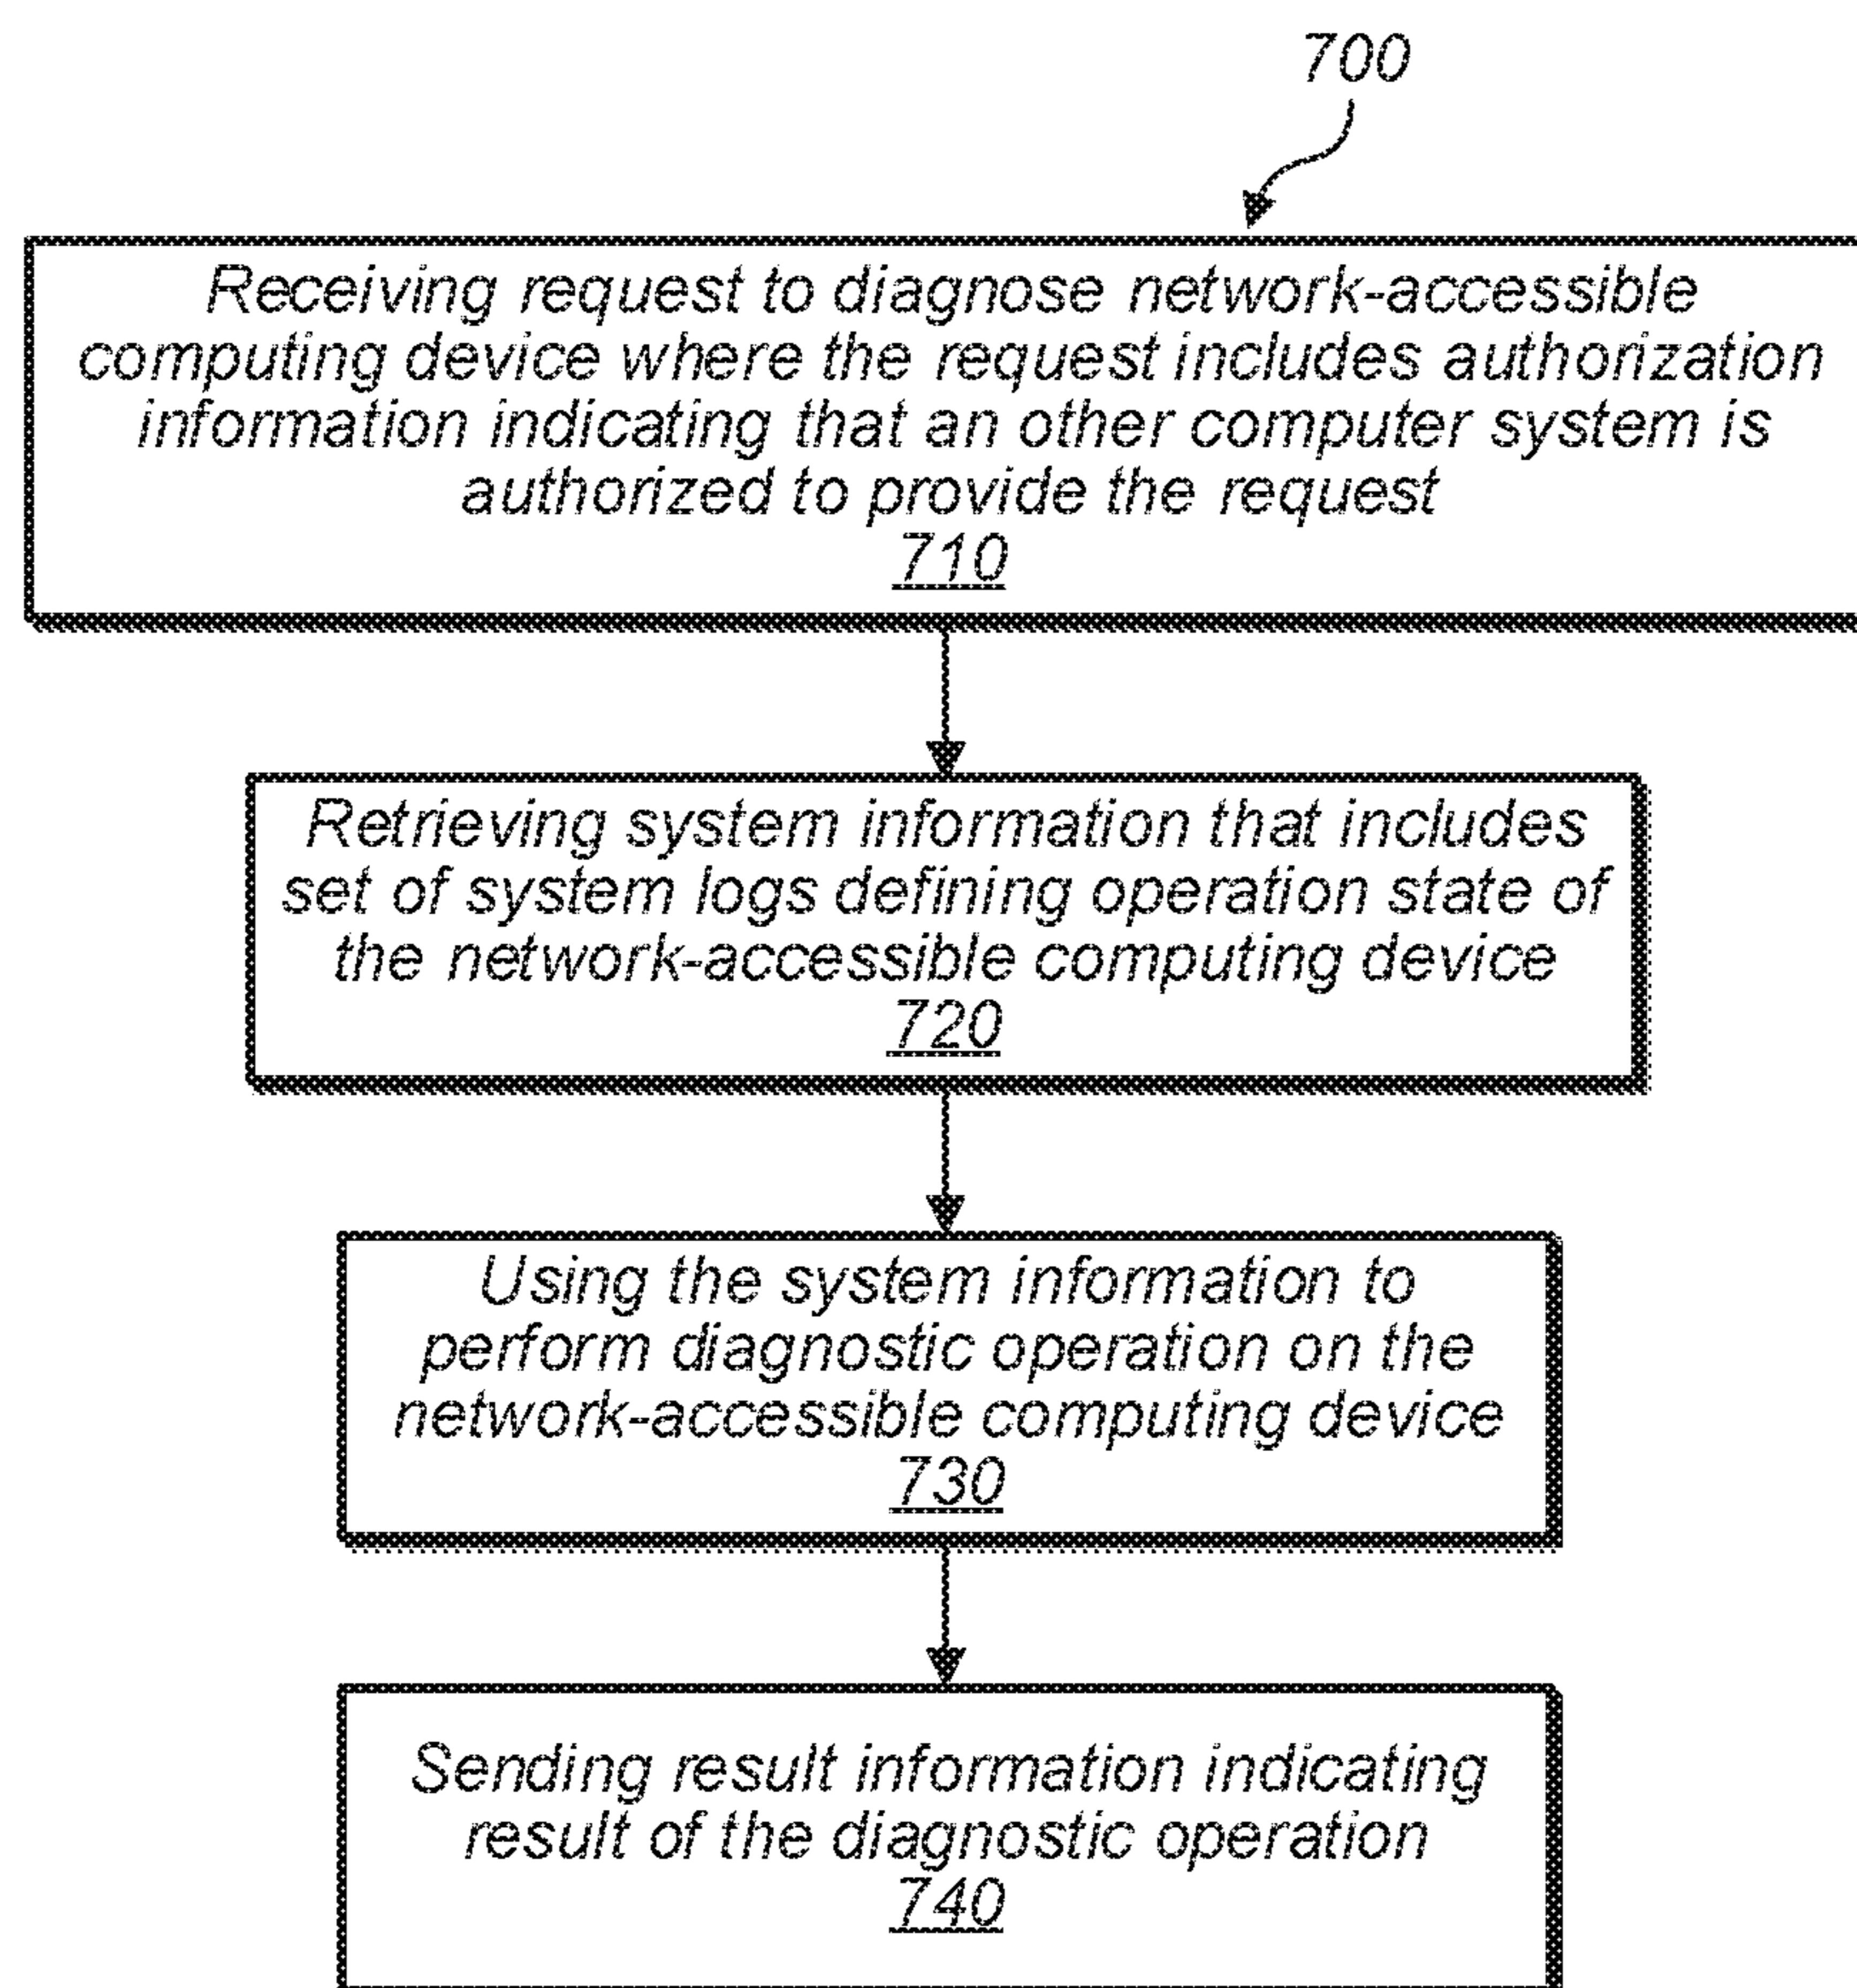 700
Receiving request to diagnose network-accessible
computing device where the request includes authorization
information indicating that an other computer system is
authorized to provide the request
710
Retrieving system information that includes
set of system logs defining operation state of
the network-accessible computing device
720
Using the system information to
perform diagnostic operation on the
network-accessible computing device
730
Sending result information indicating
result of the diagnostic operation
740